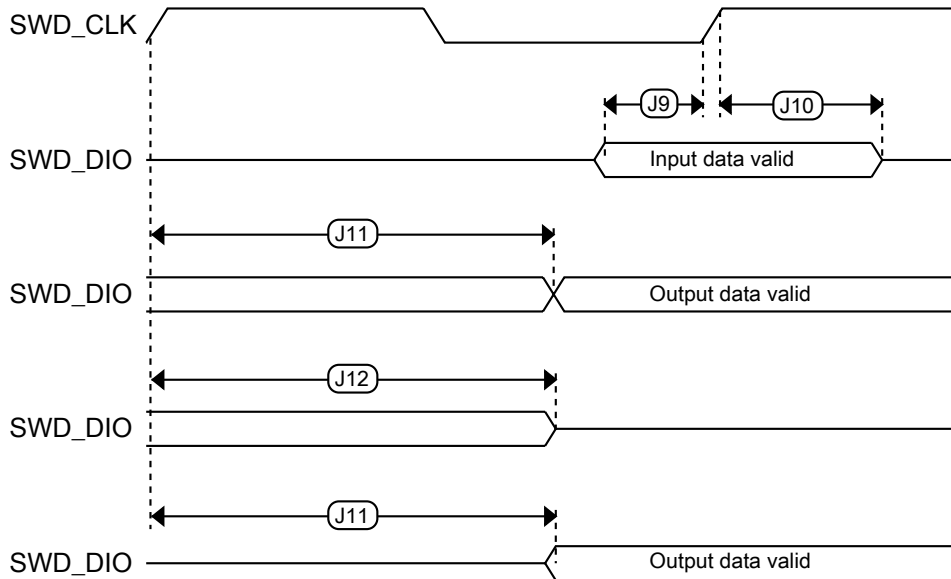 SWD_CLK
J9
J10
SWD_DIO
Input data valid
J11
SWD_DIO
Output data valid
J12
SWD_DIO
J11
SWD_DIO
Output data valid